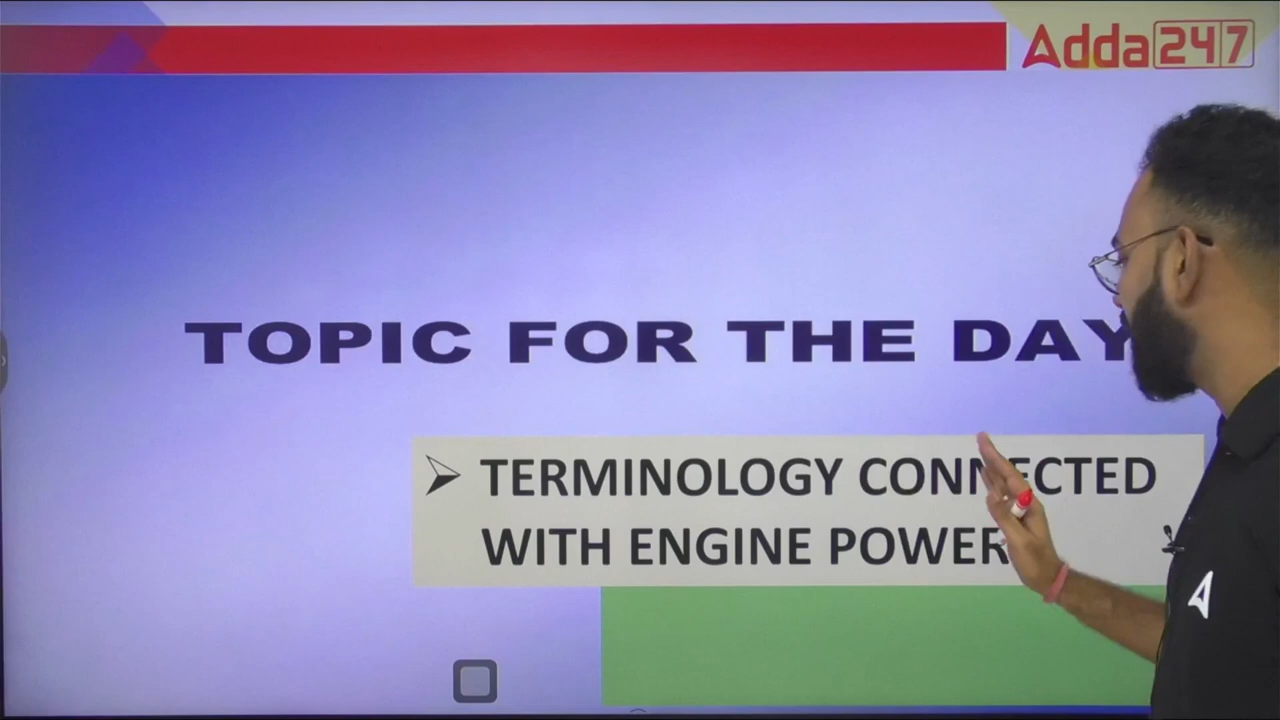 Adda247
TOPIC FOR THE DAY
TERMINOLOGY CONNECTED
WITH ENGINE POWER